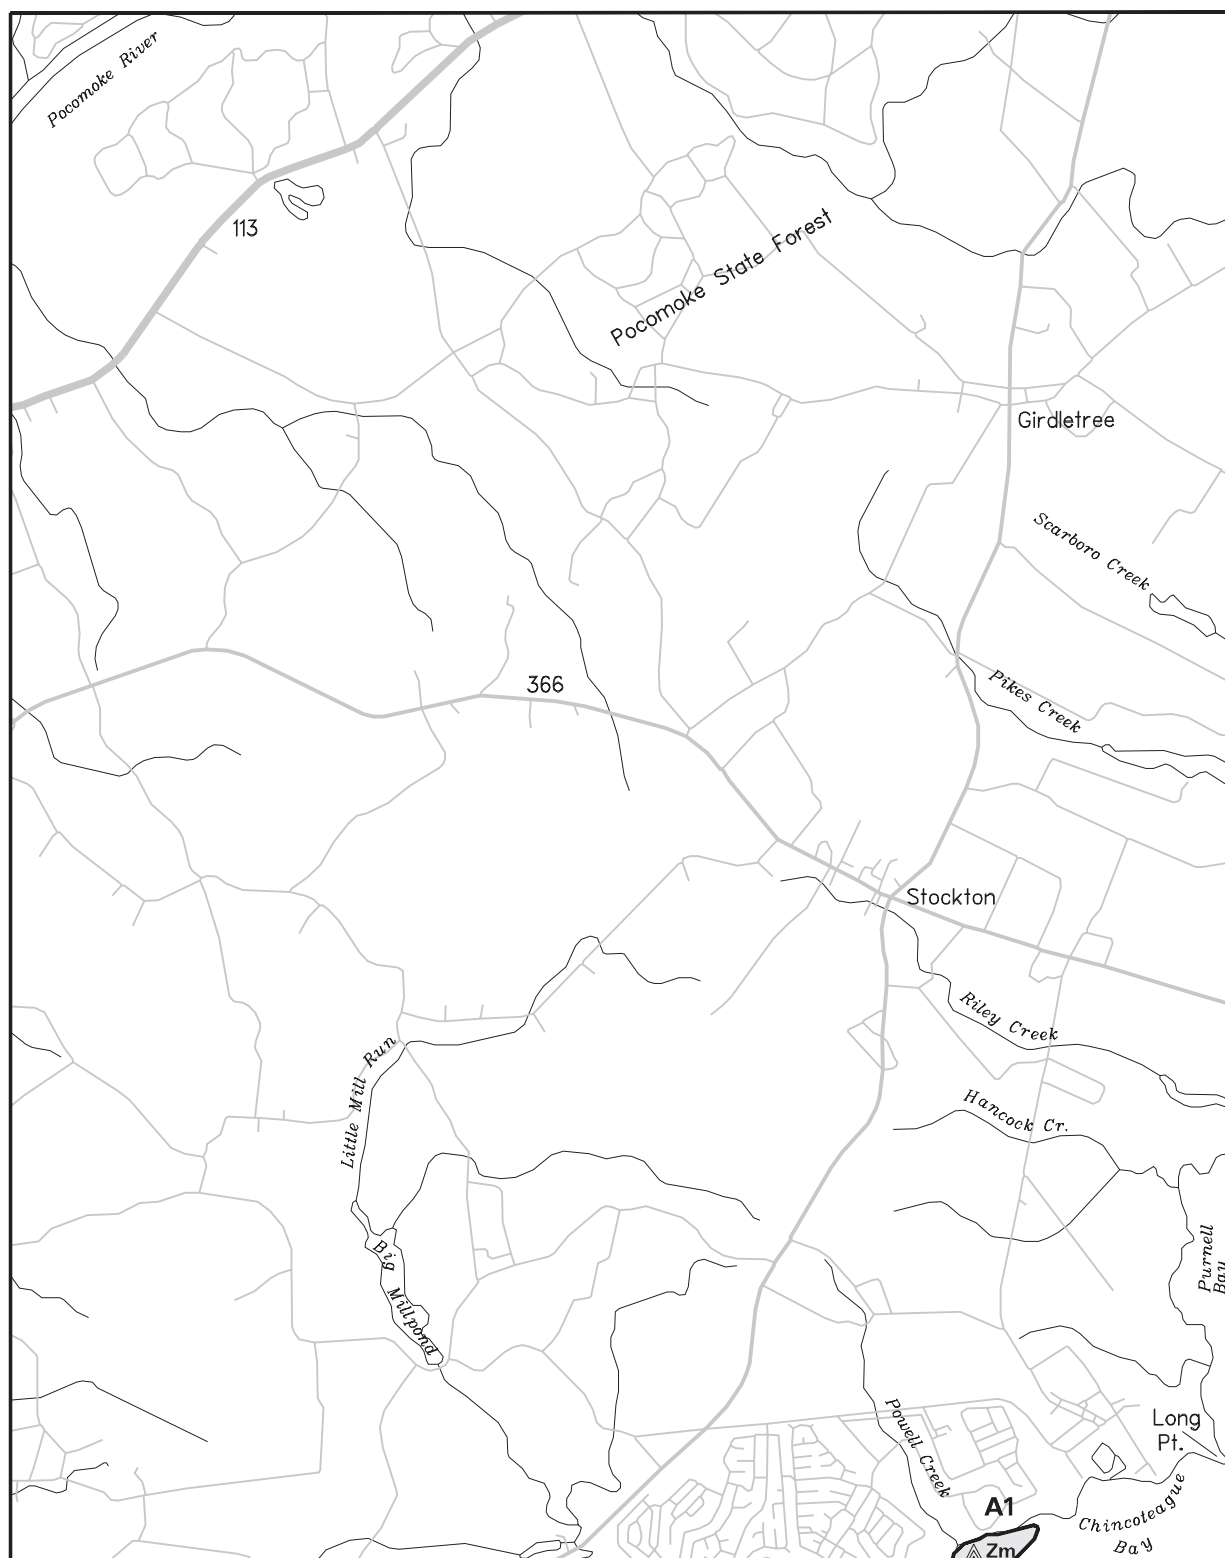 Pocomoke River
113
Pocomoke State Forest
Girdletree
Scarboro Creek
366
Pikes Creek
Stockton
Riley Creek
Little Mill Run
Hancock Cr.
Big Millpond
Purnell
Bay
Powell Creek
Long
Pt.
A1
Chincoteague
Bay
Zm